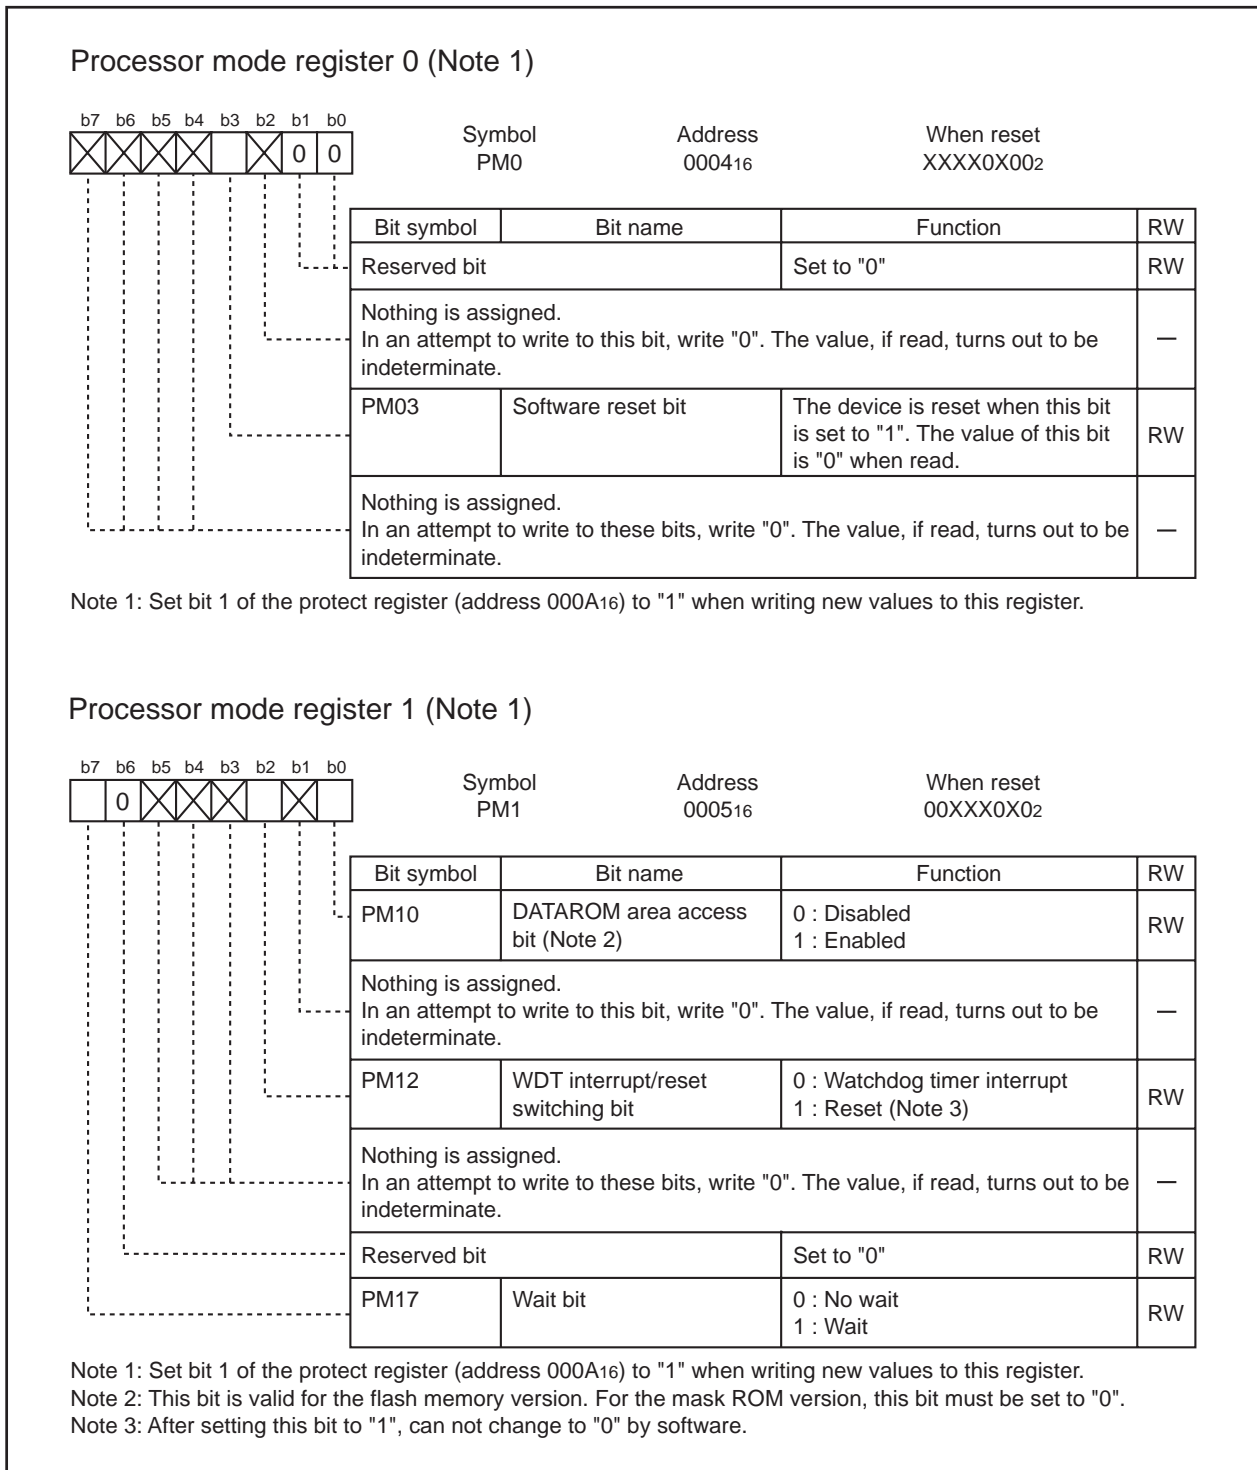 Processor mode register 0 (Note 1)
b7 b6 b5 b4 b3 b2 b1 b0
0 0
Symbol Address When reset
PM0 000416 XXXX0X002
Bit symbol Bit name Function RW
Reserved bit Set to "0" RW
Nothing is assigned.
In an attempt to write to this bit, write "0". The value, if read, turns out to be
indeterminate.
—
PM03 Software reset bit The device is reset when this bit
is set to "1". The value of this bit
is "0" when read.
RW
Nothing is assigned.
In an attempt to write to these bits, write "0". The value, if read, turns out to be
indeterminate.
—
Note 1: Set bit 1 of the protect register (address 000A16) to "1" when writing new values to this register.
Processor mode register 1 (Note 1)
b7 b6 b5 b4 b3 b2 b1 b0
0
Symbol Address When reset
PM1 000516 00XXX0X02
Bit symbol Bit name Function RW
PM10 DATAROM area access 0 : Disabled
bit (Note 2) 1 : Enabled
RW
Nothing is assigned.
In an attempt to write to this bit, write "0". The value, if read, turns out to be
indeterminate.
—
PM12 WDT interrupt/reset 0 : Watchdog timer interrupt
switching bit 1 : Reset (Note 3)
RW
Nothing is assigned.
In an attempt to write to these bits, write "0". The value, if read, turns out to be
indeterminate.
—
Reserved bit Set to "0" RW
PM17 Wait bit 0 : No wait
1 : Wait
RW
Note 1: Set bit 1 of the protect register (address 000A16) to "1" when writing new values to this register.
Note 2: This bit is valid for the flash memory version. For the mask ROM version, this bit must be set to "0".
Note 3: After setting this bit to "1", can not change to "0" by software.